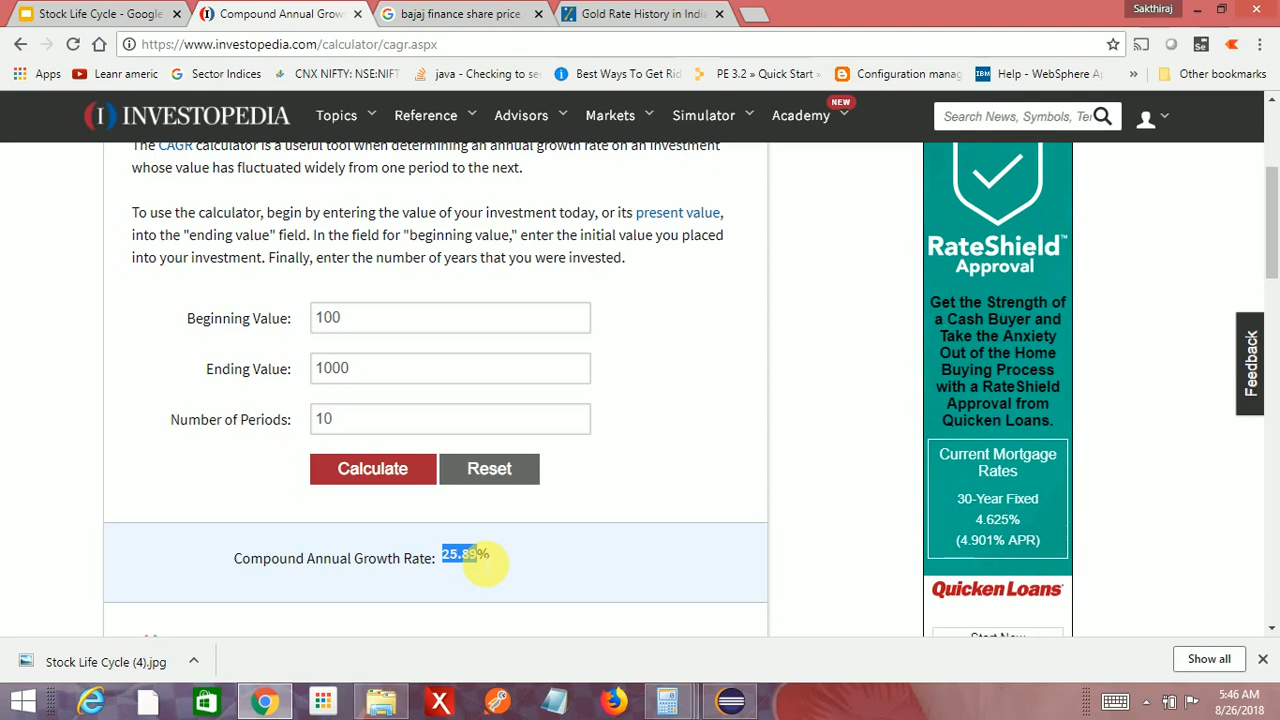 Stock Life Cycle - Google
Compound Annual Grow
bajaj finance share price
Gold Rate History in India
Sakthiraj
https://www.investopedia.com/calculator/cagr.aspx
Apps
Leanr americ
Sector Indices
CNX NIFTY: NSE:NIFT
java - Checking to se
Best Ways To Get Rid
PE 3.2 » Quick Start
Configuration manag
Help - WebSphere Ap
»
Other bookmarks
INVESTOPEDIA
Topics
Reference
Advisors
Markets
Simulator
Academy
NEW
Search News, Symbols, Ter
The CAGR calculator is a useful tool when determining an annual growth rate on an investment
whose value has fluctuated widely from one period to the next.
To use the calculator, begin by entering the value of your investment today, or its present value,
into the "ending value" field. In the field for "beginning value," enter the initial value you placed
into your investment. Finally, enter the number of years that you were invested.
Beginning Value: 100
Ending Value: 1000
Number of Periods: 10
Calculate
Reset
Compound Annual Growth Rate: 25.89%
RateShield™
Approval
Get the Strength of
a Cash Buyer and
Take the Anxiety
Out of the Home
Buying Process
with a RateShield
Approval from
Quicken Loans.
Current Mortgage
Rates
30-Year Fixed
4.625%
(4.901% APR)
Quicken Loans
Start Now
Feedback
Stock Life Cycle (4).jpg
Show all
5:46 AM
8/26/2018